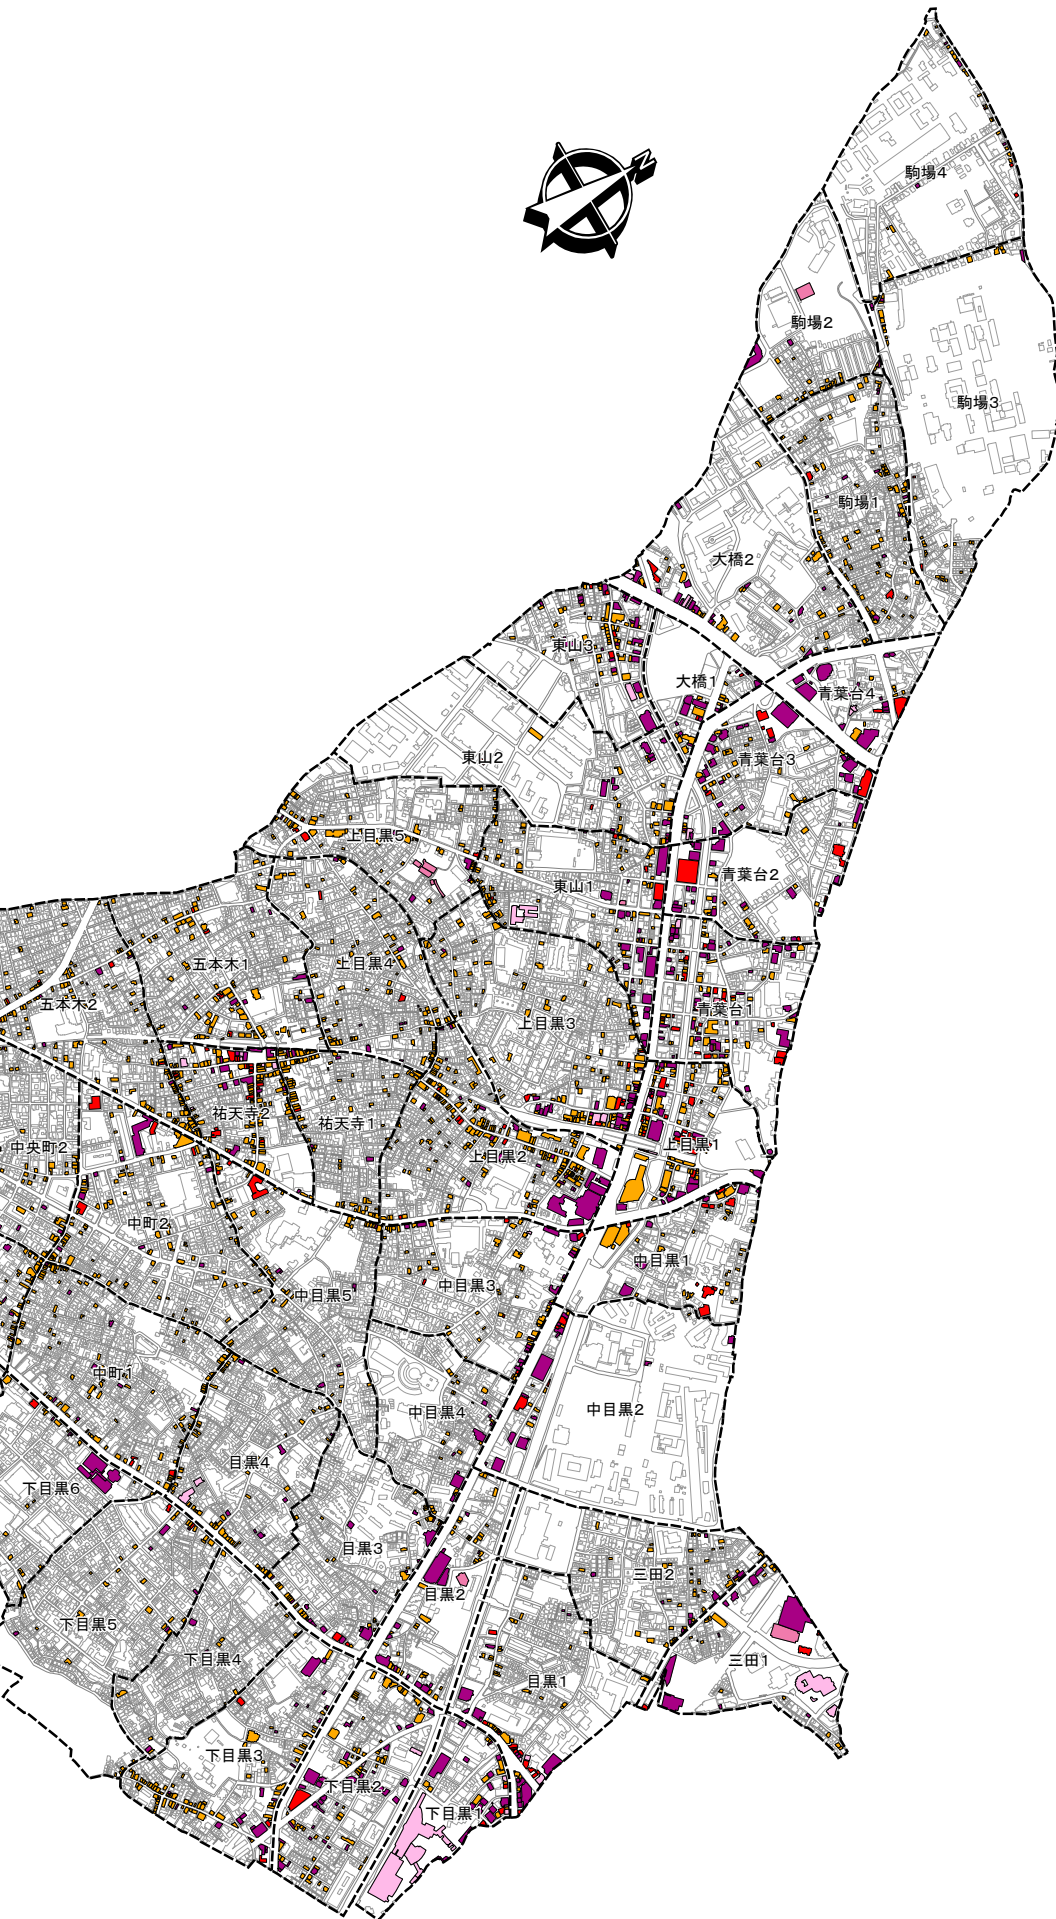 N
駒場4
駒場2
駒場3
駒場1
大橋2
東山3
大橋1
青葉台4
東山2
青葉台3
上目黒5
青葉台2
東山1
五本木1
上目黒4
五本木2
青葉台1
上目黒3
祐天寺2
祐天寺1
中央町2
上目黒2
上目黒1
中町2
中目黒1
中目黒3
中目黒5
中町1
中目黒4
中目黒2
目黒4
下目黒6
目黒3
三田2
目黒2
下目黒5
下目黒4
三田1
目黒1
下目黒3
下目黒2
下目黒1